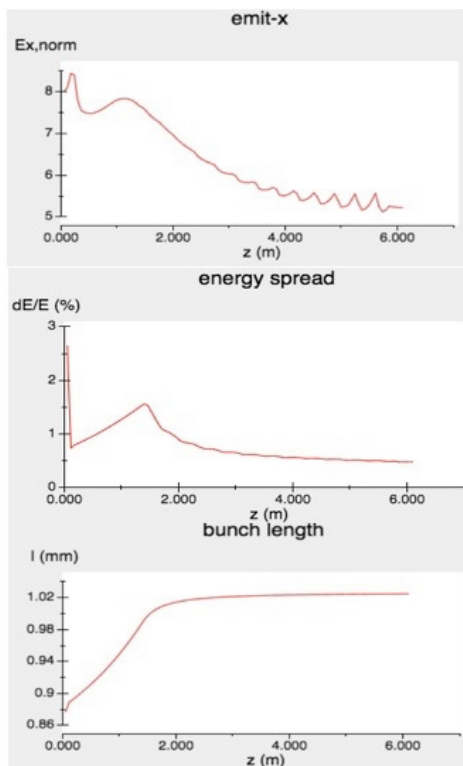 emit-x
Ex,norm
8
7
6
5
0.000 2.000 4.000 6.000
z (m)
energy spread
dE/E (%)
3
2
1
0
0.000 2.000 4.000 6.000
z (m)
bunch length
l (mm)
1.02
0.98
0.94
0.9
0.86
0.000 2.000 4.000 6.000
z (m)